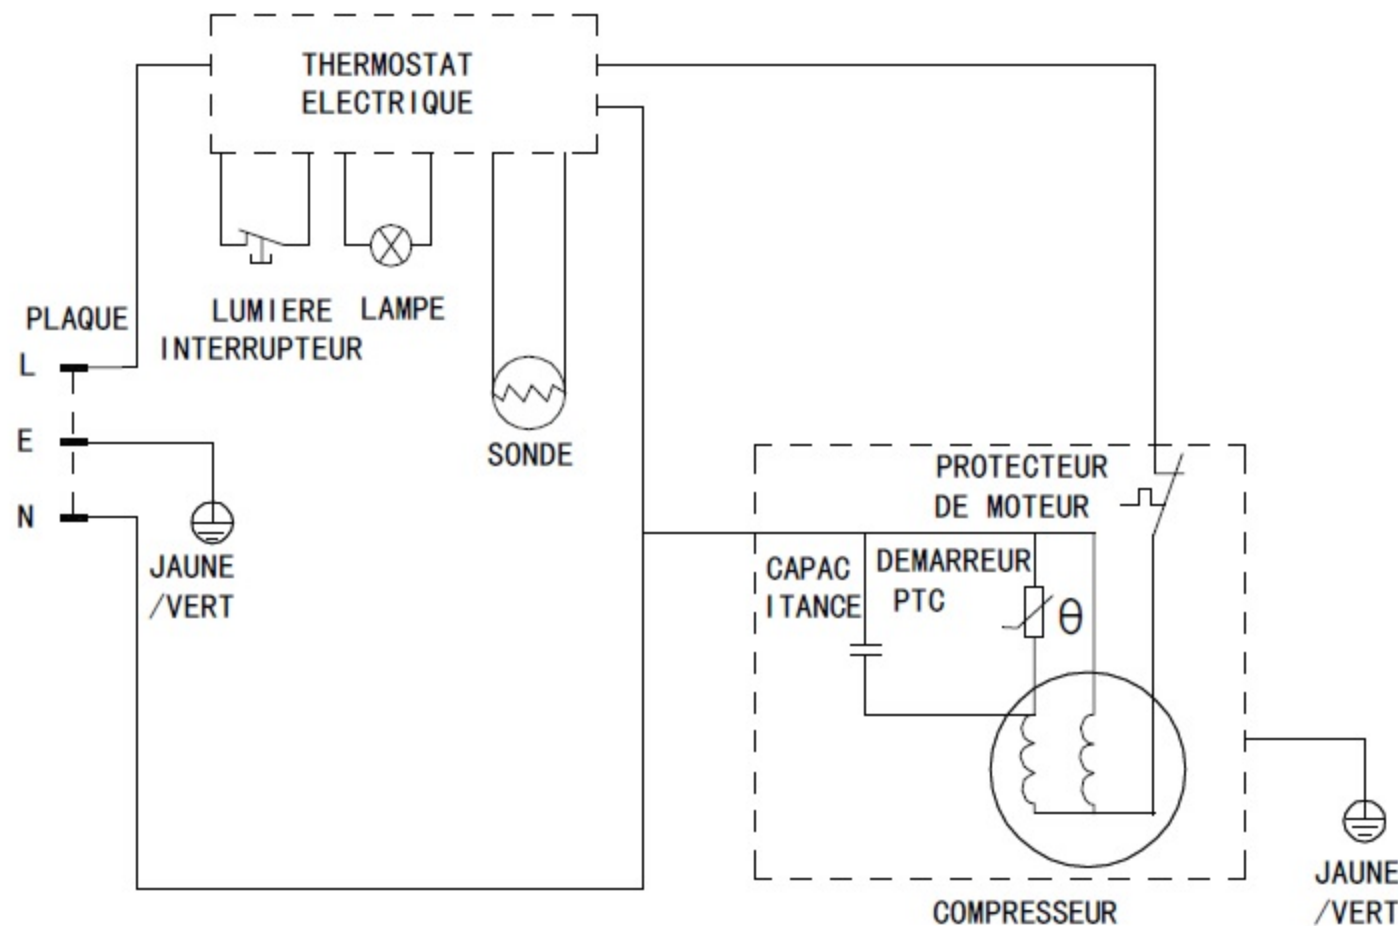 THERMOSTAT
ELECTRIQUE
LUMIERE
INTERRUPTEUR
LAMPE
PLAQUE
L
E
N
SONDE
JAUNE
/VERT
PROTECTEUR
DE MOTEUR
CAPAC
ITANCE
DEMARREUR
PTC
θ
COMPRESSEUR
JAUNE
/VERT